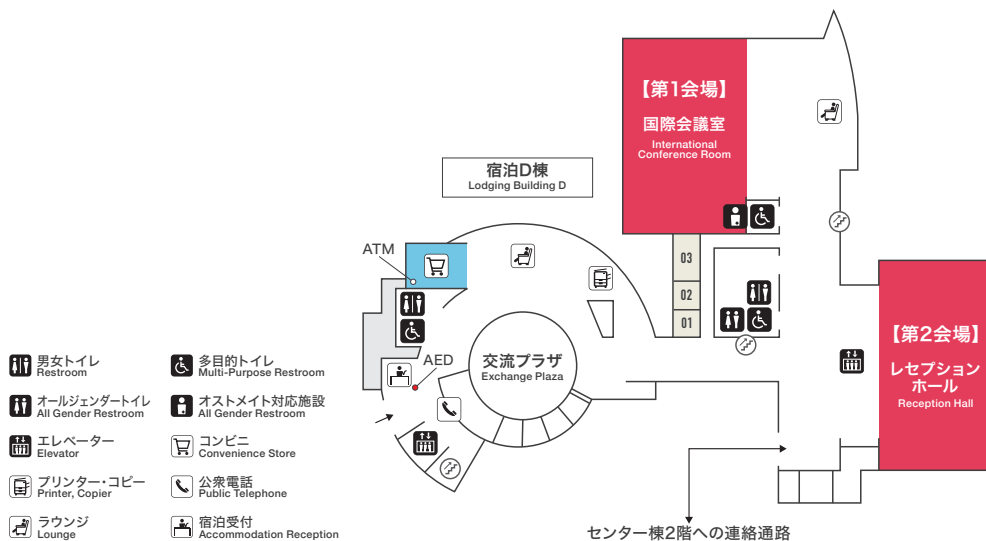 【第1会場】
国際会議室
International
Conference Room
宿泊D棟
Lodging Building D
ATM
03
02
01
【第2会場】
レセプション
ホール
Reception Hall
交流プラザ
Exchange Plaza
AED
男女トイレ
Restroom
多目的トイレ
Multi-Purpose Restroom
オールジェンダートイレ
All Gender Restroom
オストメイト対応施設
All Gender Restroom
エレベーター
Elevator
コンビニ
Convenience Store
プリンター・コピー
Printer, Copier
公衆電話
Public Telephone
ラウンジ
Lounge
宿泊受付
Accommodation Reception
センター棟2階への連絡通路